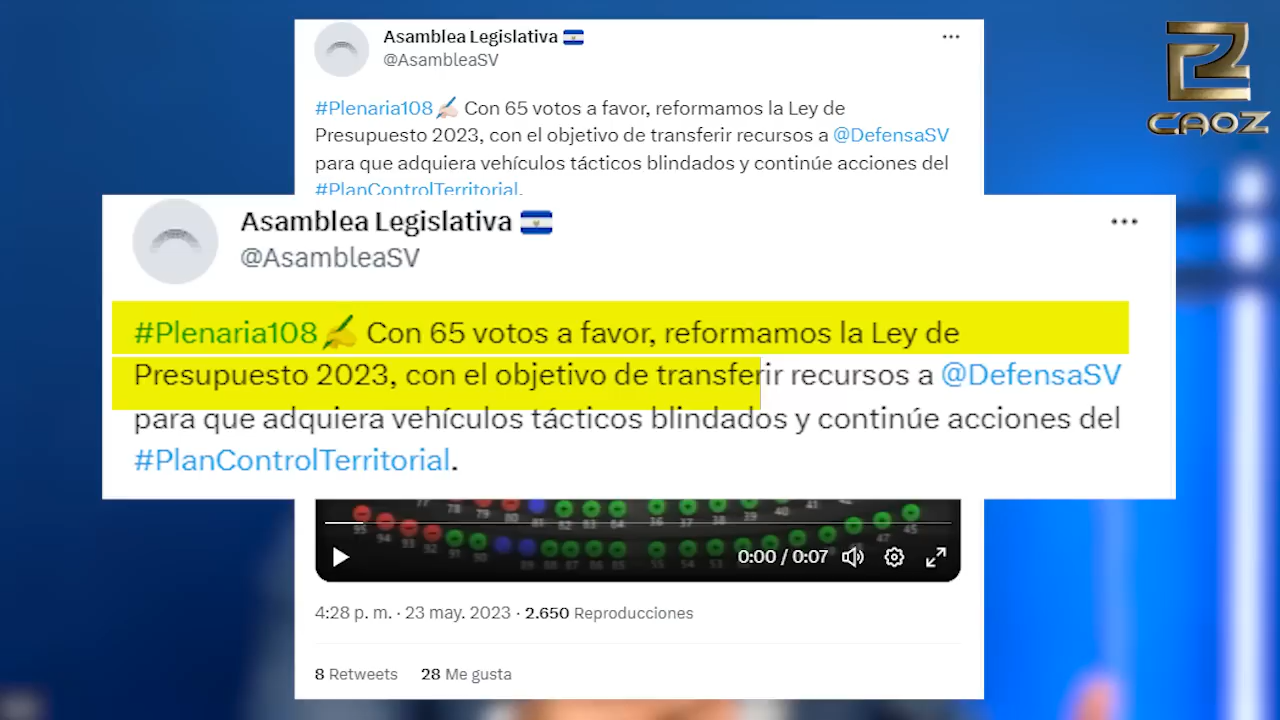 Asamblea Legislativa
@AsambleaSV
#Plenaria108 Con 65 votos a favor, reformamos la Ley de
Presupuesto 2023, con el objetivo de transferir recursos a @DefensaSV
para que adquiera vehículos tácticos blindados y continúe acciones del
#PlanControlTerritorial.
CAOZ
Asamblea Legislativa
@AsambleaSV
#Plenaria108 Con 65 votos a favor, reformamos la Ley de
Presupuesto 2023, con el objetivo de transferir recursos a @DefensaSV
para que adquiera vehículos tácticos blindados y continúe acciones del
#PlanControlTerritorial.
0:00 / 0:07
4:28 p. m. · 23 may. 2023 · 2.650 Reproducciones
8 Retweets 28 Me gusta